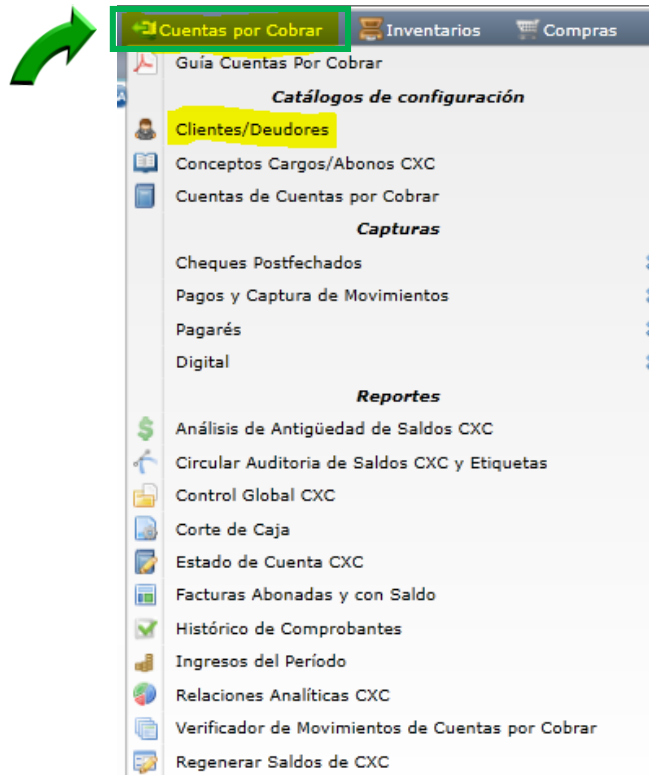 Cuentas por Cobrar Inventarios Compras
Guía Cuentas Por Cobrar
Catálogos de configuración
Clientes/Deudores
Conceptos Cargos/Abonos CXC
Cuentas de Cuentas por Cobrar
Capturas
Cheques Postfechados
Pagos y Captura de Movimientos
Pagarés
Digital
Reportes
Análisis de Antigüedad de Saldos CXC
Circular Auditoria de Saldos CXC y Etiquetas
Control Global CXC
Corte de Caja
Estado de Cuenta CXC
Facturas Abonadas y con Saldo
Histórico de Comprobantes
Ingresos del Período
Relaciones Analíticas CXC
Verificador de Movimientos de Cuentas por Cobrar
Regenerar Saldos de CXC